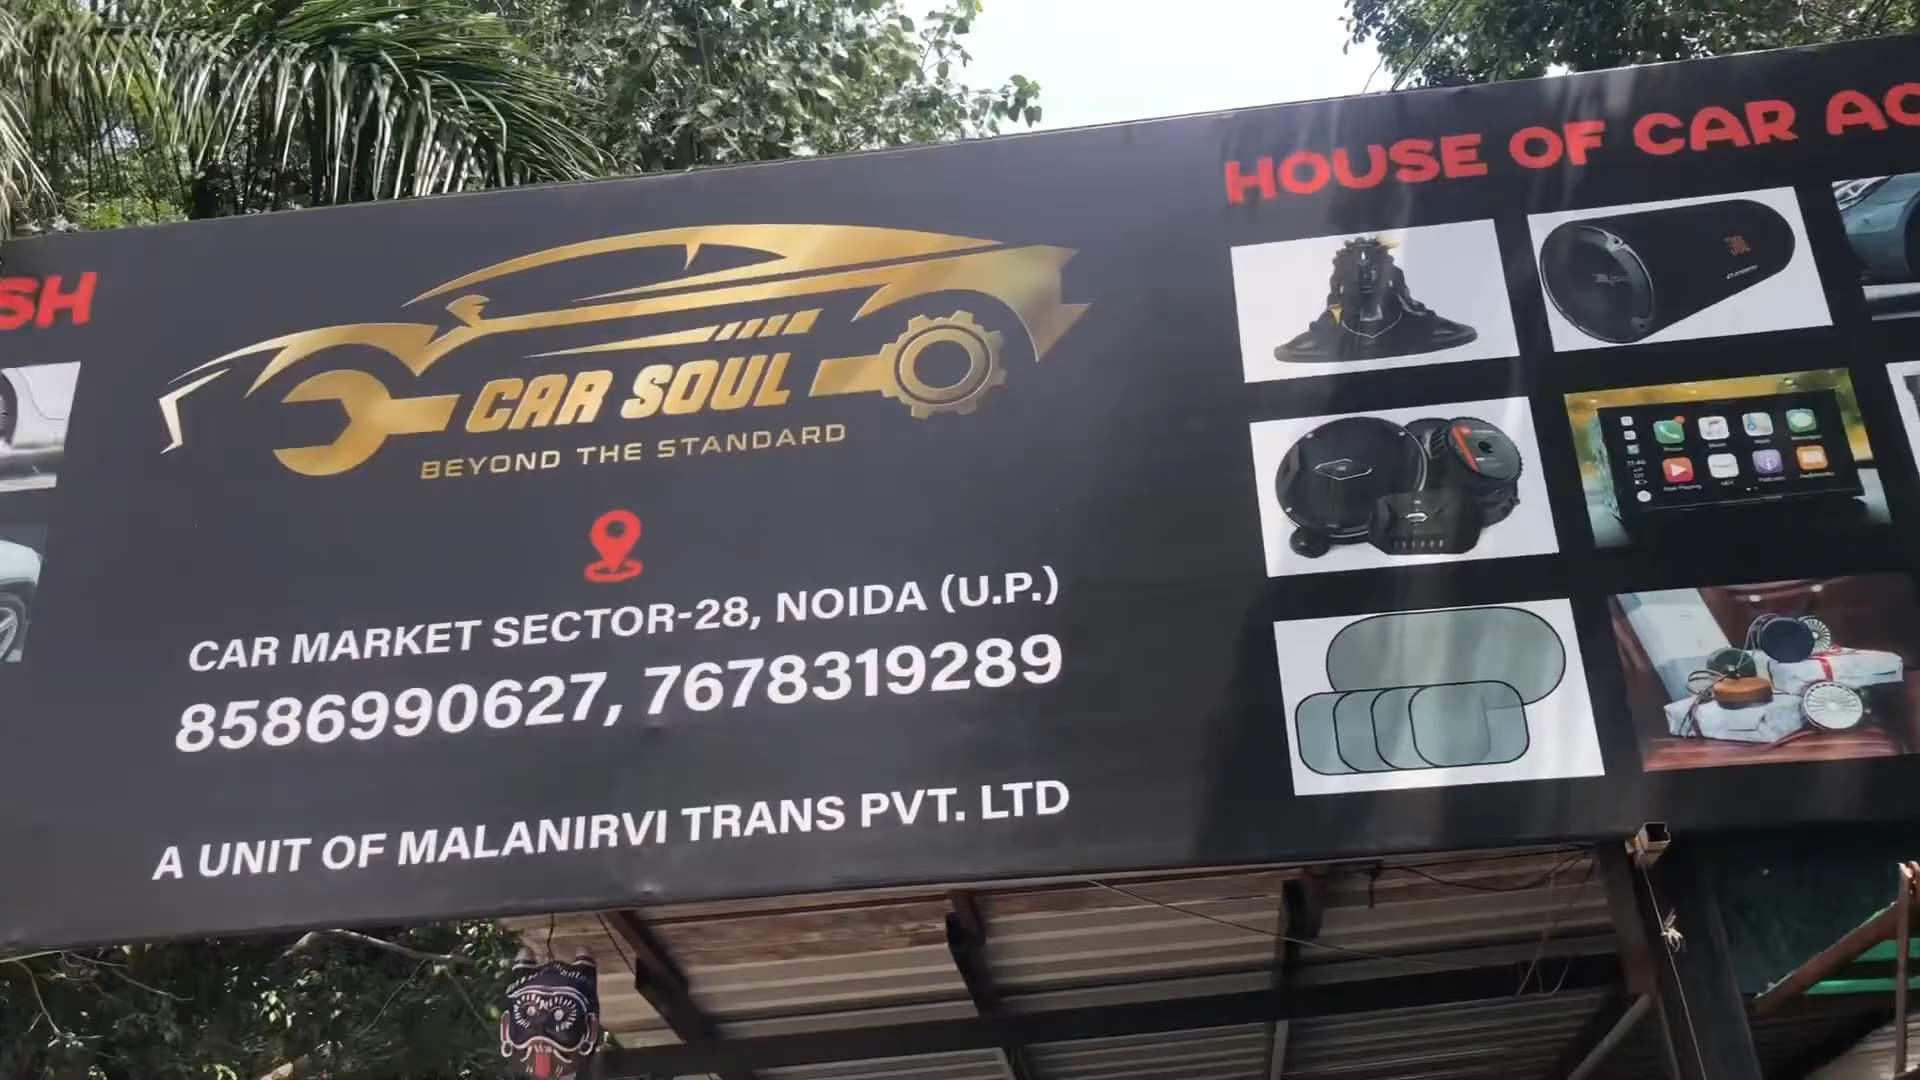 SH
CAR SOUL
BEYOND THE STANDARD
CAR MARKET SECTOR-28, NOIDA (U.P.)
8586990627, 7678319289
A UNIT OF MALANIRVI TRANS PVT. LTD
HOUSE OF CAR AC
JBL